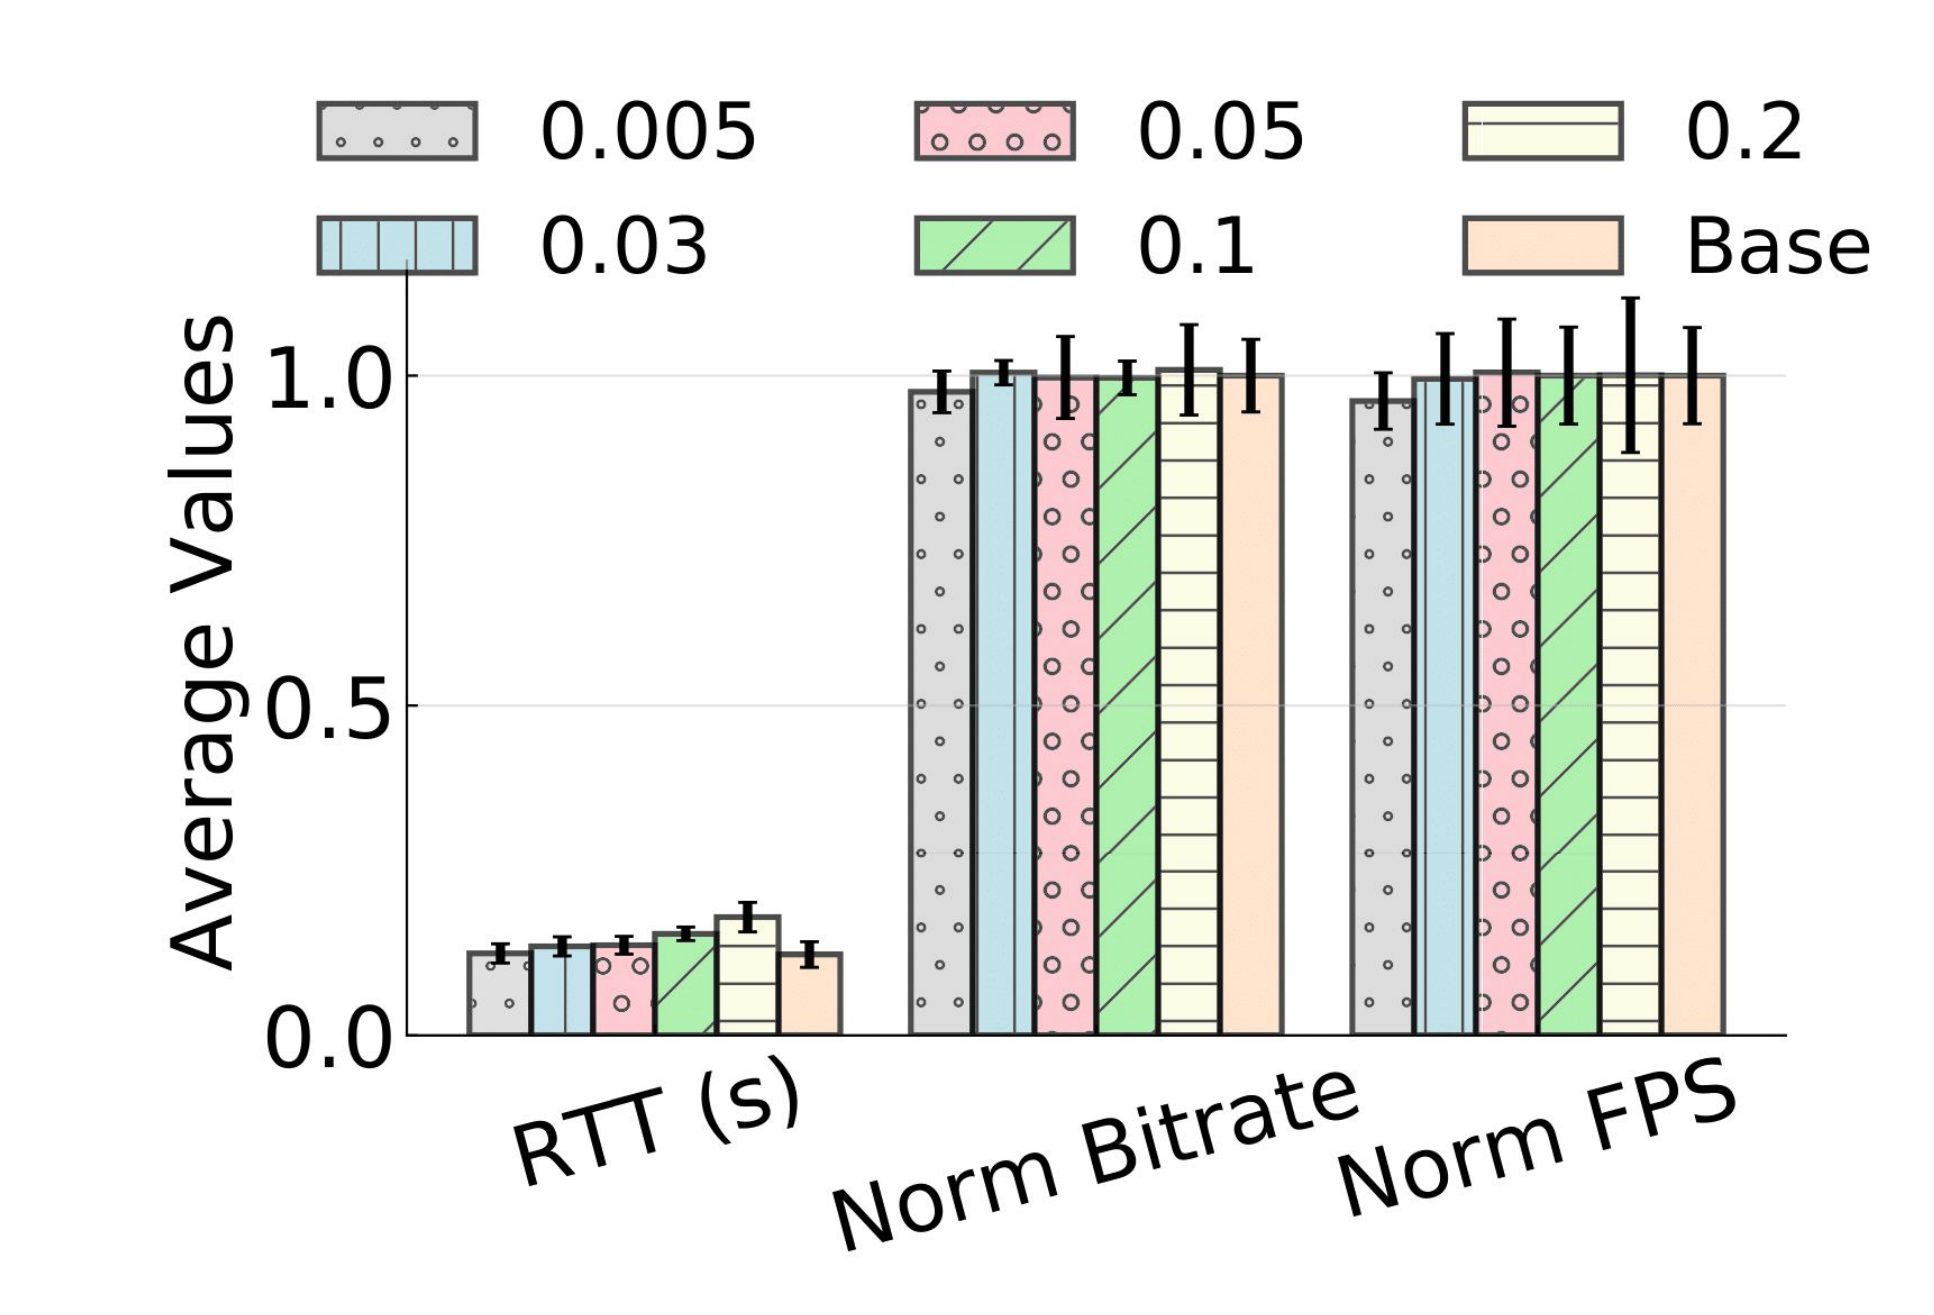 0.005 0.05 0.2
0.03 0.1 Base
Average Values
1.0
0.5
0.0
RTT (s)
Norm Bitrate
Norm FPS